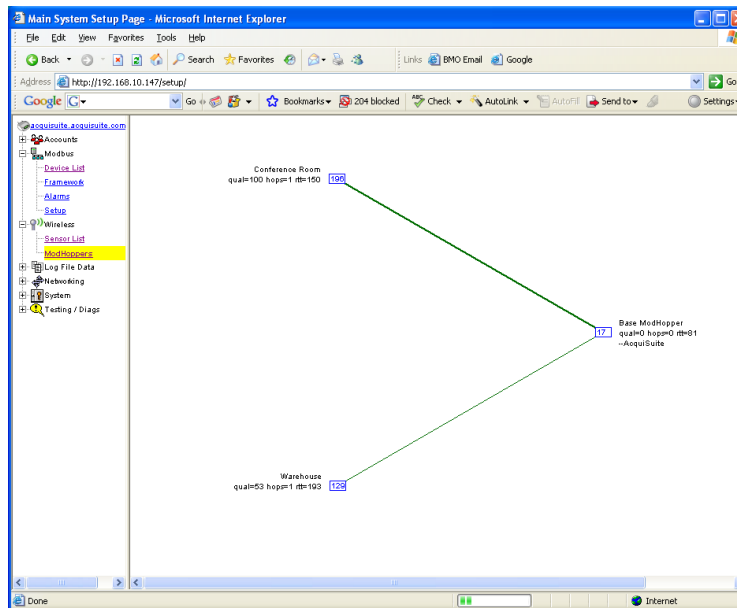 Main System Setup Page - Microsoft Internet Explorer
File Edit View Favorites Tools Help
Back Search Favorites Links BMO Email Google
Address http://192.168.10.147/setup/ Go
Google G Go Bookmarks 204 blocked ABC Check AutoLink AutoFill Send to Settings
acquisuite.acquisuite.com
Accounts
Modbus
Device List
Framework
Alarms
Setup
Wireless
Sensor List
ModHoppers
Log File Data
Networking
System
Testing / Diags
Conference Room
qual=100 hops=1 rtt=150 196
Base ModHopper
17 qual=0 hops=0 rtt=81
--AcquiSuite
Warehouse
qual=53 hops=1 rtt=193 129
Done Internet